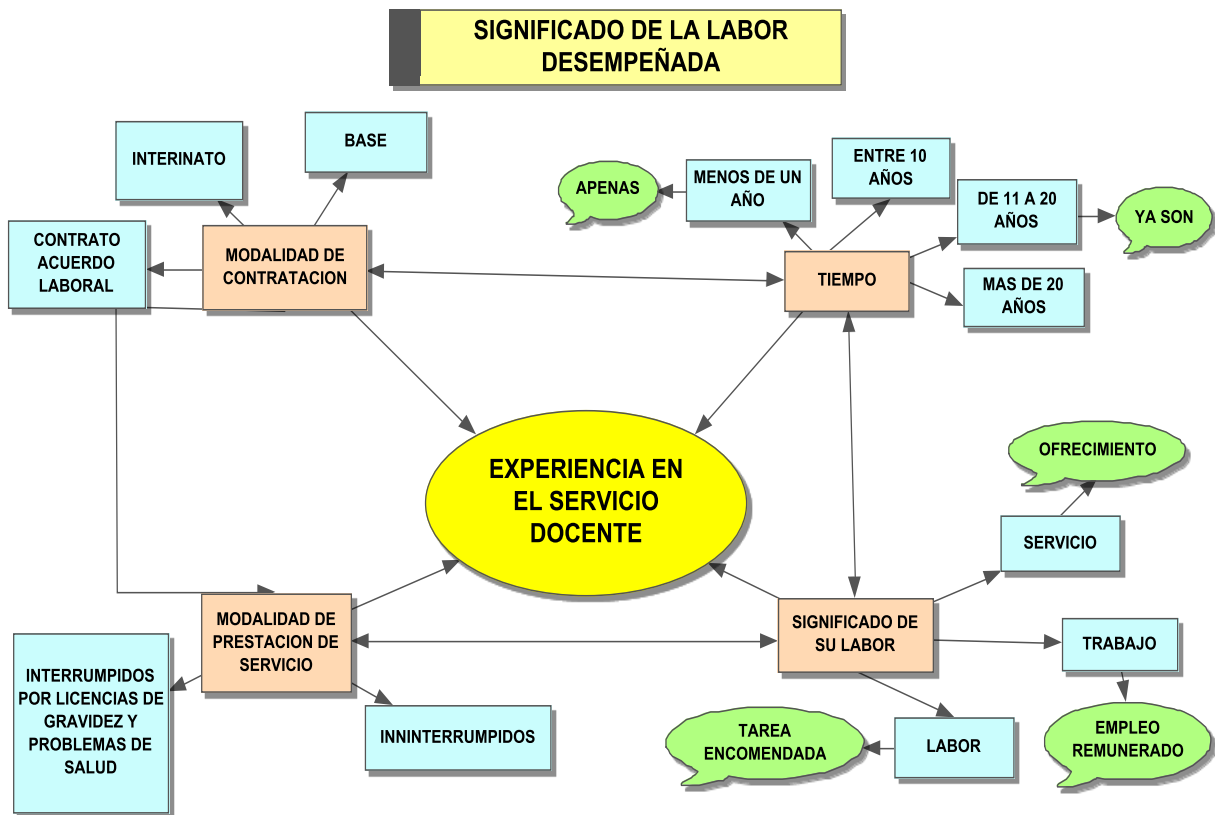 SIGNIFICADO DE LA LABOR
DESEMPEÑADA
INTERINATO
BASE
CONTRATO
ACUERDO
LABORAL
MODALIDAD DE
CONTRATACION
APENAS
MENOS DE UN
AÑO
ENTRE 10
AÑOS
DE 11 A 20
AÑOS
YA SON
TIEMPO
MAS DE 20
AÑOS
EXPERIENCIA EN
EL SERVICIO
DOCENTE
OFRECIMIENTO
SERVICIO
MODALIDAD DE
PRESTACION DE
SERVICIO
SIGNIFICADO DE
SU LABOR
TRABAJO
INTERRUMPIDOS
POR LICENCIAS DE
GRAVIDEZ Y
PROBLEMAS DE
SALUD
INNINTERRUMPIDOS
TAREA
ENCOMENDADA
LABOR
EMPLEO
REMUNERADO